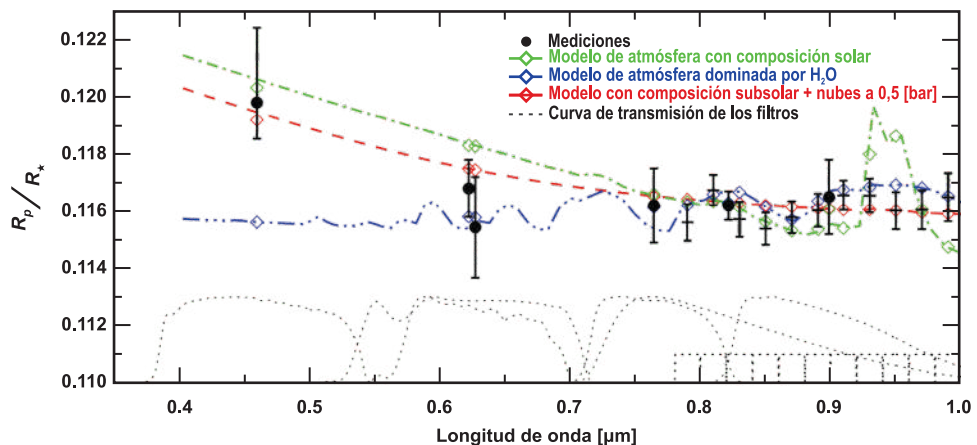 0.122
0.120
0.118
0.116
0.114
0.112
0.110
Rp/R★
Mediciones
Modelo de atmósfera con composición solar
Modelo de atmósfera dominada por H₂O
Modelo con composición subsolar + nubes a 0,5 [bar]
Curva de transmisión de los filtros
0.4 0.5 0.6 0.7 0.8 0.9 1.0
Longitud de onda [µm]